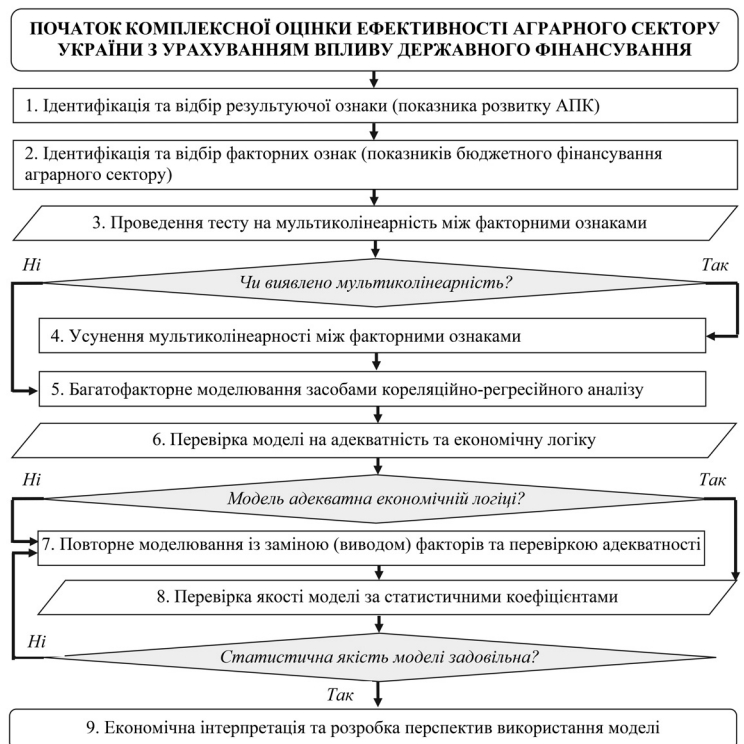 ПОЧАТОК КОМПЛЕКСНОЇ ОЦІНКИ ЕФЕКТИВНОСТІ АГРАРНОГО СЕКТОРУ
УКРАЇНИ З УРАХУВАННЯМ ВПЛИВУ ДЕРЖАВНОГО ФІНАНСУВАННЯ
1. Ідентифікація та відбір результуючої ознаки (показника розвитку АПК)
2. Ідентифікація та відбір факторних ознак (показників бюджетного фінансування
аграрного сектору)
3. Проведення тесту на мультиколінеарність між факторними ознаками
Ні
Так
Чи виявлено мультиколінеарність?
4. Усунення мультиколінеарності між факторними ознаками
5. Багатофакторне моделювання засобами кореляційно-регресійного аналізу
6. Перевірка моделі на адекватність та економічну логіку
Ні
Так
Модель адекватна економічній логіці?
7. Повторне моделювання із заміною (виводом) факторів та перевіркою адекватності
8. Перевірка якості моделі за статистичними коефіцієнтами
Ні
Статистична якість моделі задовільна?
Так
9. Економічна інтерпретація та розробка перспектив використання моделі